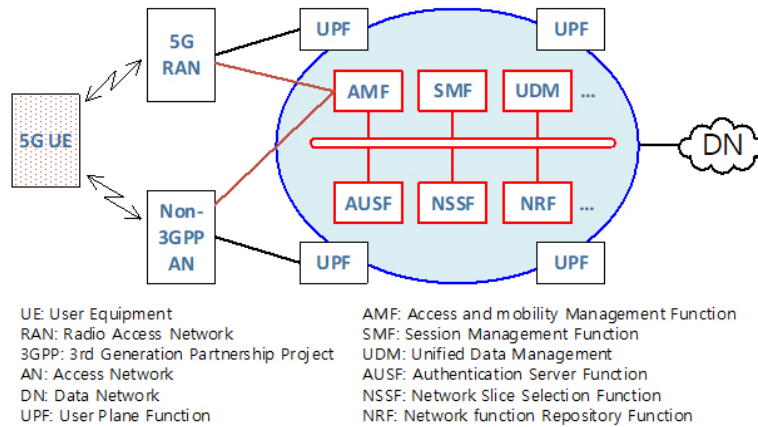 5G
RAN
UPF
UPF
AMF
SMF
UDM
...
5G UE
DN
Non-
3GPP
AN
AUSF
NSSF
NRF
...
UPF
UPF
UE: User Equipment
RAN: Radio Access Network
3GPP: 3rd Generation Partnership Project
AN: Access Network
DN: Data Network
UPF: User Plane Function
AMF: Access and mobility Management Function
SMF: Session Management Function
UDM: Unified Data Management
AUSF: Authentication Server Function
NSSF: Network Slice Selection Function
NRF: Network function Repository Function